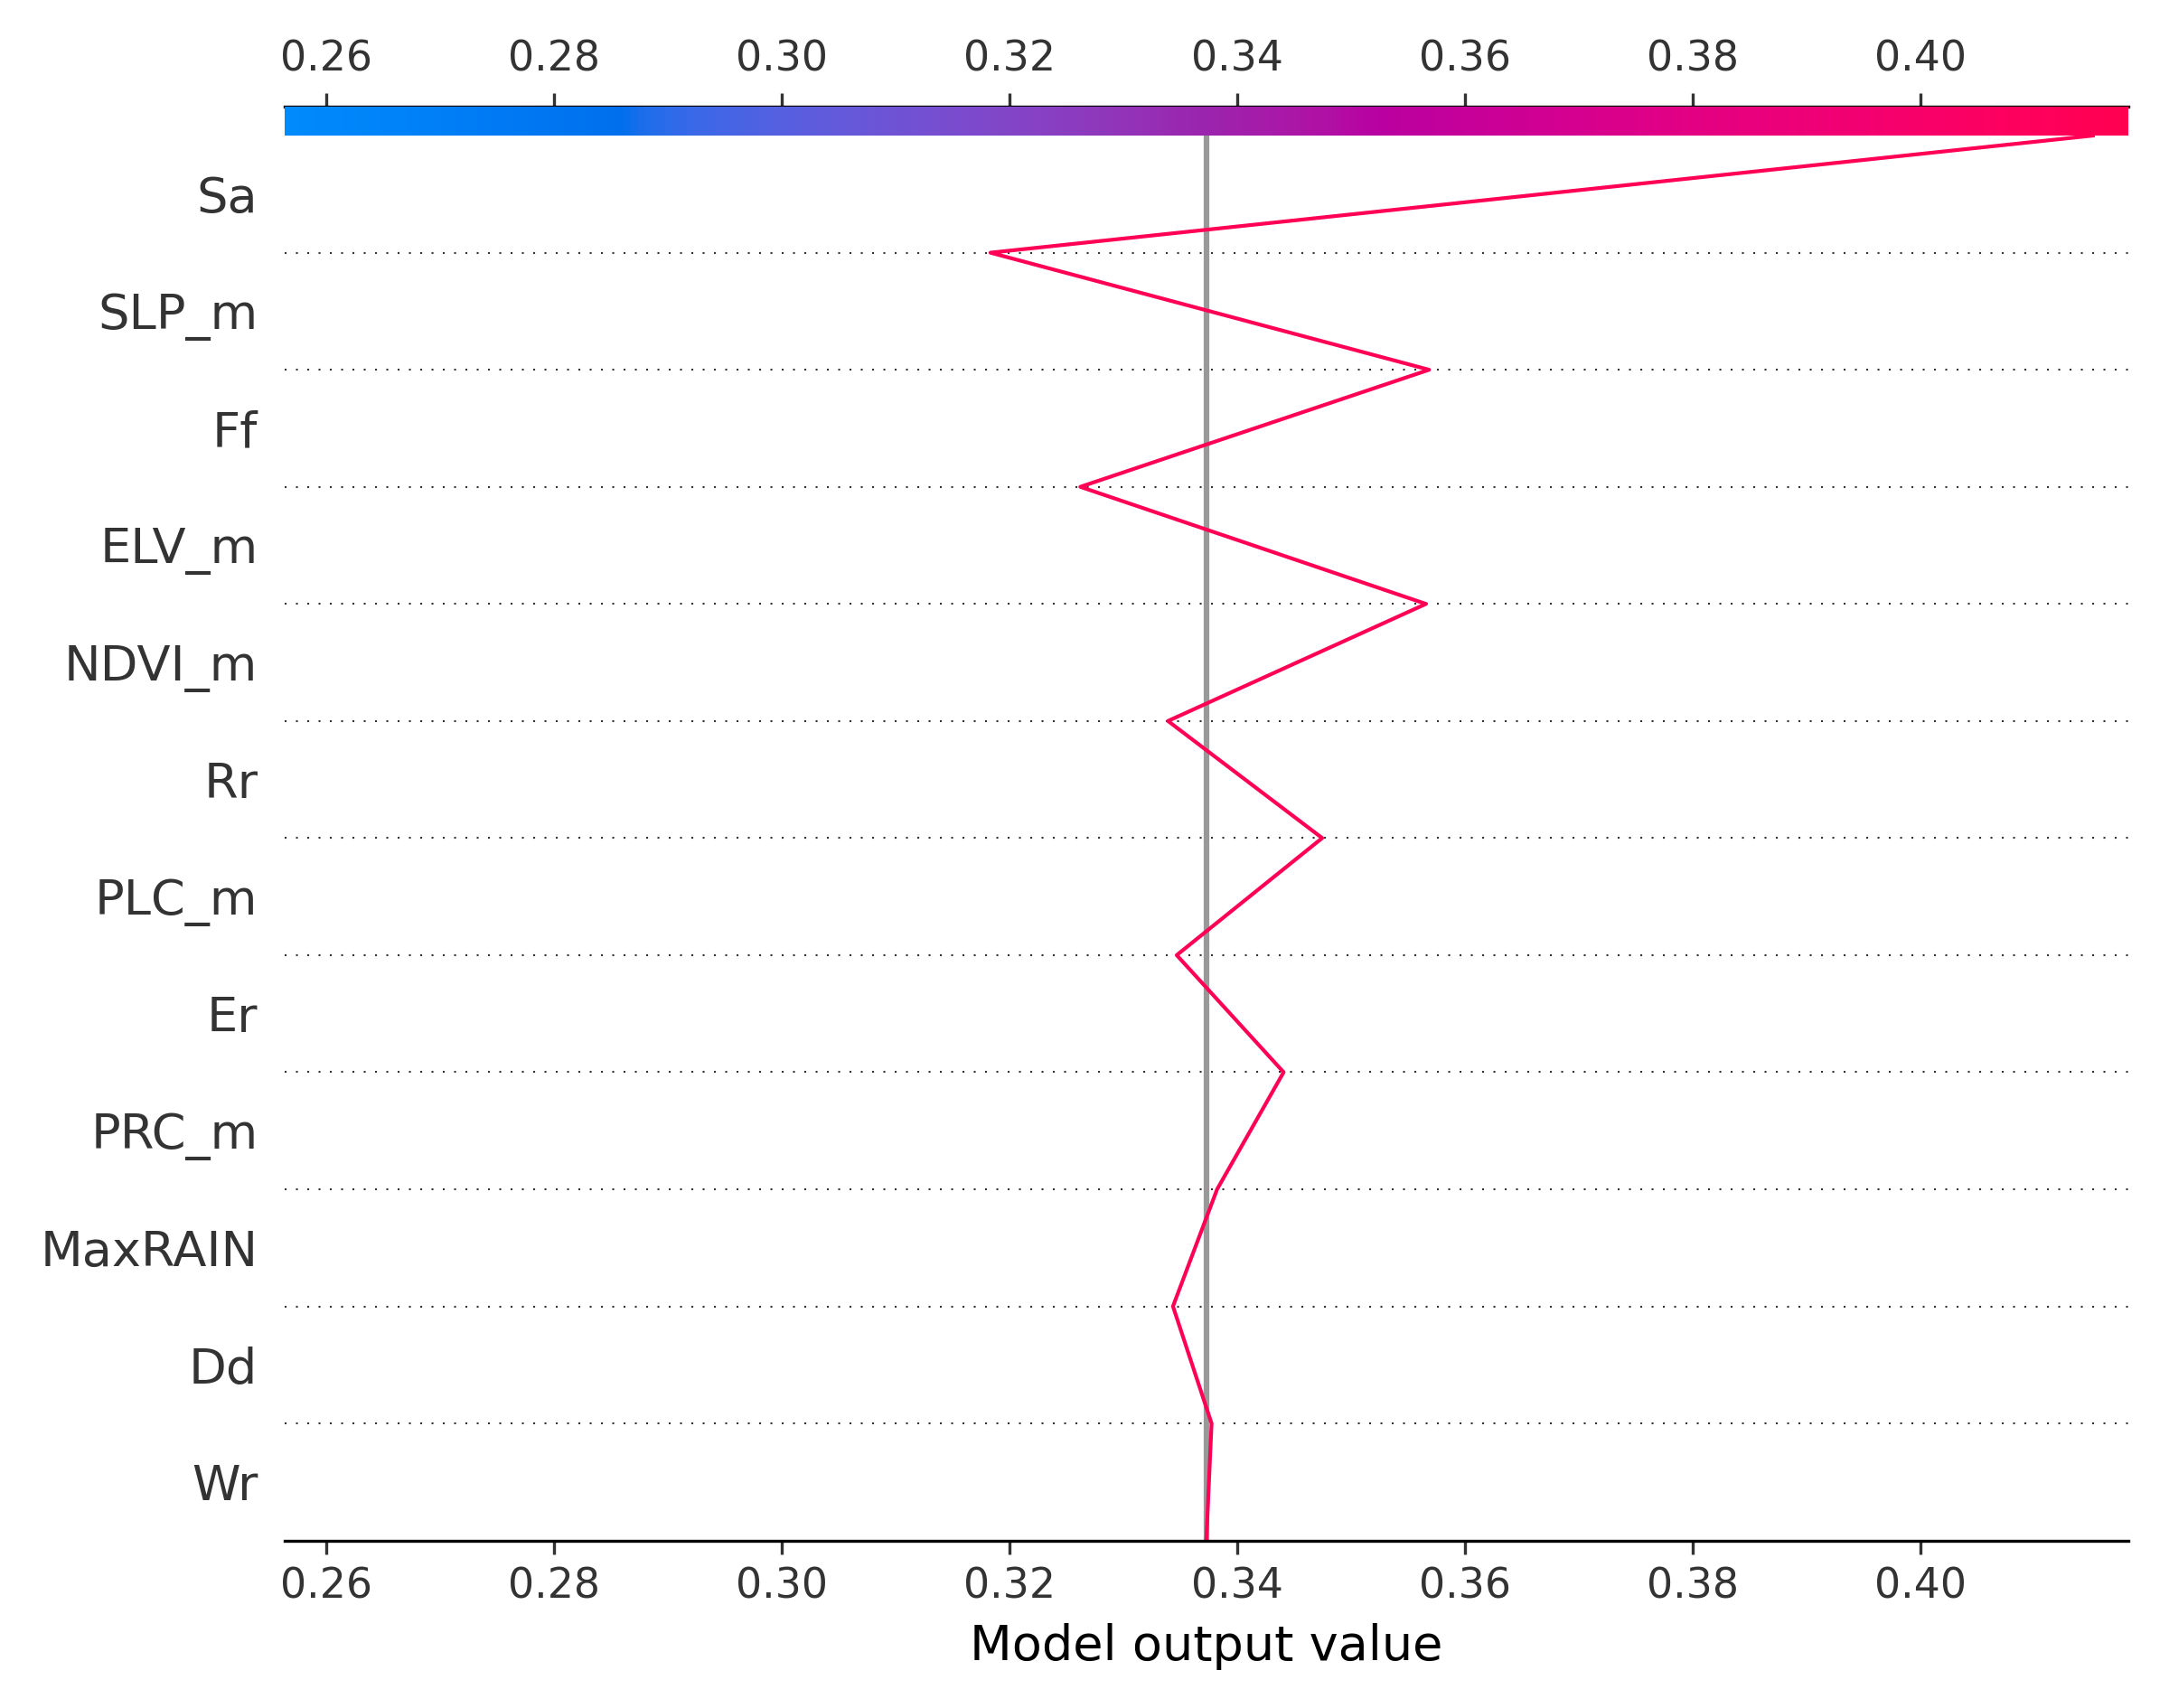 0.26 0.28 0.30 0.32 0.34 0.36 0.38 0.40
Sa
SLP_m
Ff
ELV_m
NDVI_m
Rr
PLC_m
Er
PRC_m
MaxRAIN
Dd
Wr
0.26 0.28 0.30 0.32 0.34 0.36 0.38 0.40
Model output value